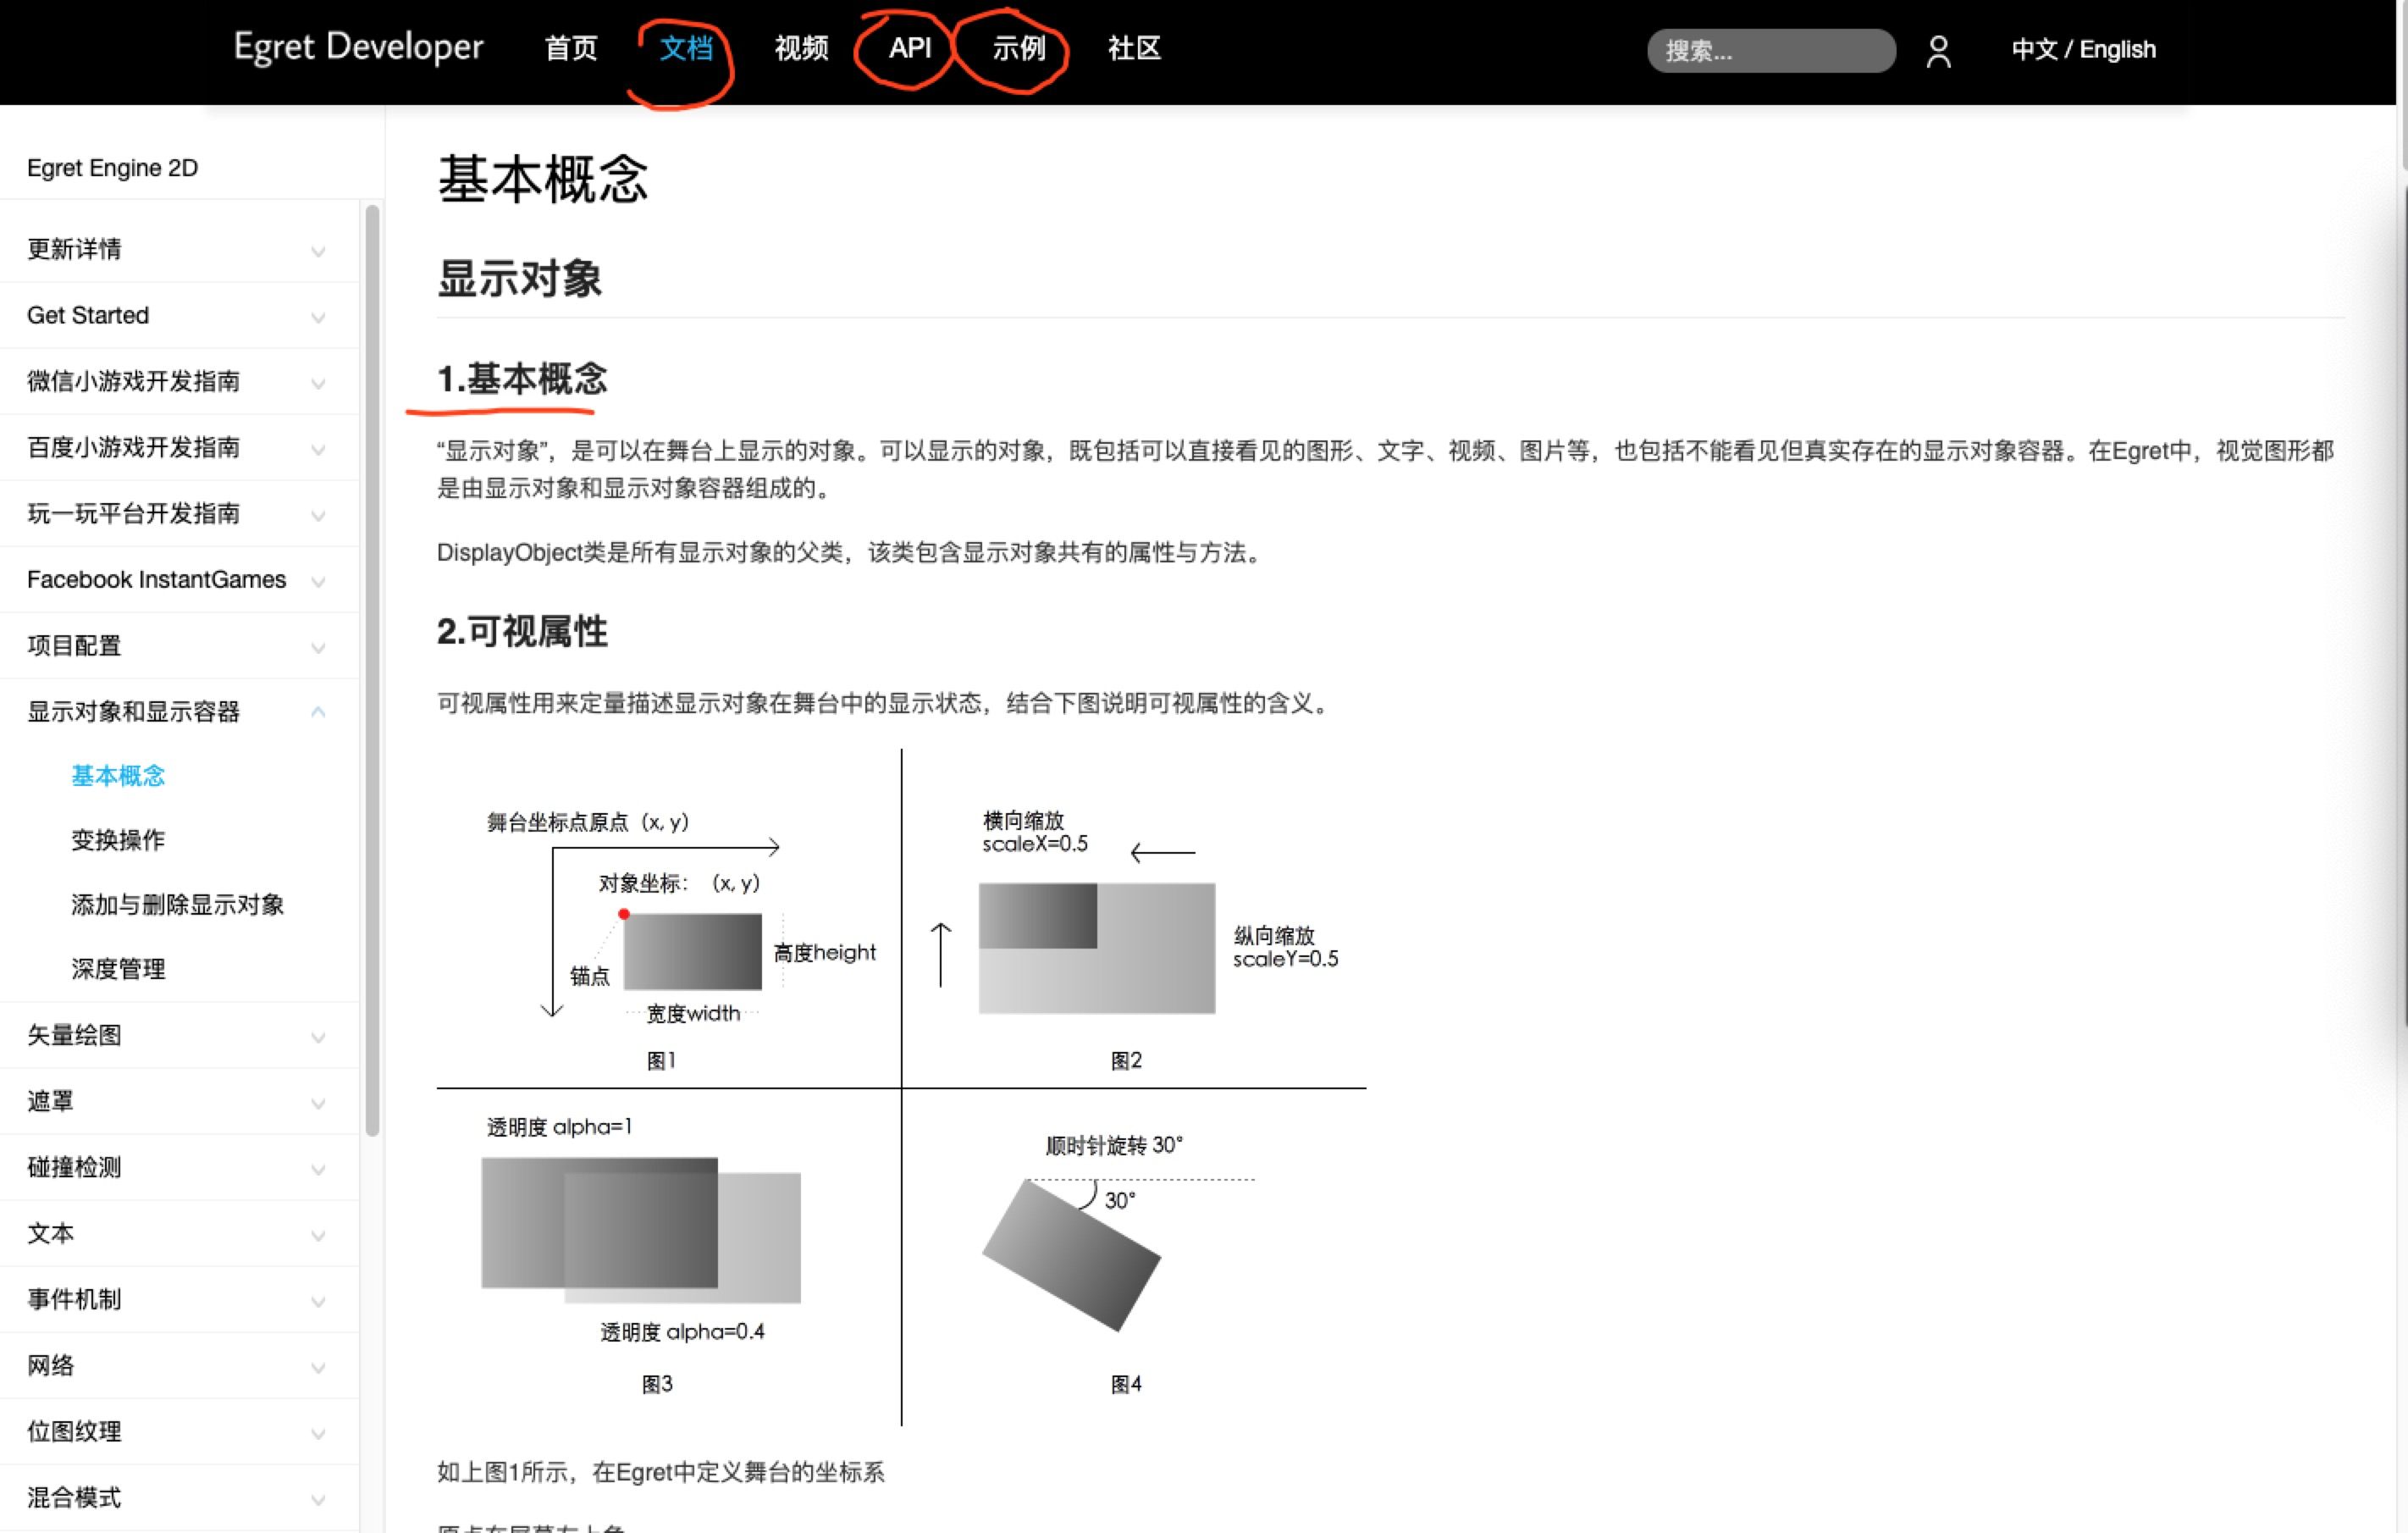 Egret Developer 首页 文档 视频 API 示例 社区 搜索... 中文 / English
Egret Engine 2D
更新详情
Get Started
微信小游戏开发指南
百度小游戏开发指南
玩一玩平台开发指南
Facebook InstantGames
项目配置
显示对象和显示容器
基本概念
变换操作
添加与删除显示对象
深度管理
矢量绘图
遮罩
碰撞检测
文本
事件机制
网络
位图纹理
混合模式
基本概念
显示对象
1.基本概念
“显示对象”，是可以在舞台上显示的对象。可以显示的对象，既包括可以直接看见的图形、文字、视频、图片等，也包括不能看见但真实存在的显示对象容器。在Egret中，视觉图形都
是由显示对象和显示对象容器组成的。
DisplayObject类是所有显示对象的父类，该类包含显示对象共有的属性与方法。
2.可视属性
可视属性用来定量描述显示对象在舞台中的显示状态，结合下图说明可视属性的含义。
舞台坐标点原点（x, y）
对象坐标：（x, y）
高度height
锚点
宽度width
图1
横向缩放
scaleX=0.5
纵向缩放
scaleY=0.5
图2
透明度 alpha=1
透明度 alpha=0.4
图3
顺时针旋转 30°
30°
图4
如上图1所示，在Egret中定义舞台的坐标系